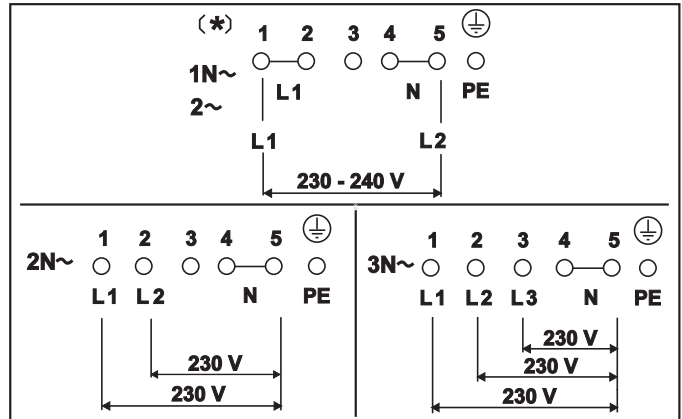 (*) 1 2 3 4 5
1N~ L1 N PE
2~
L1 L2
230 - 240 V
1 2 3 4 5
2N~
L1 L2 N PE
230 V
230 V
1 2 3 4 5
3N~
L1 L2 L3 N PE
230 V
230 V
230 V